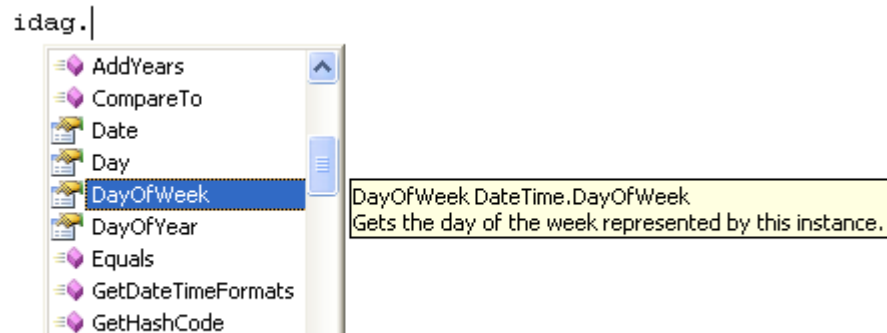 idag.
AddYears
CompareTo
Date
Day
DayOfWeek
DayOfWeek DateTime.DayOfWeek
Gets the day of the week represented by this instance.
DayOfYear
Equals
GetDateTimeFormats
GetHashCode